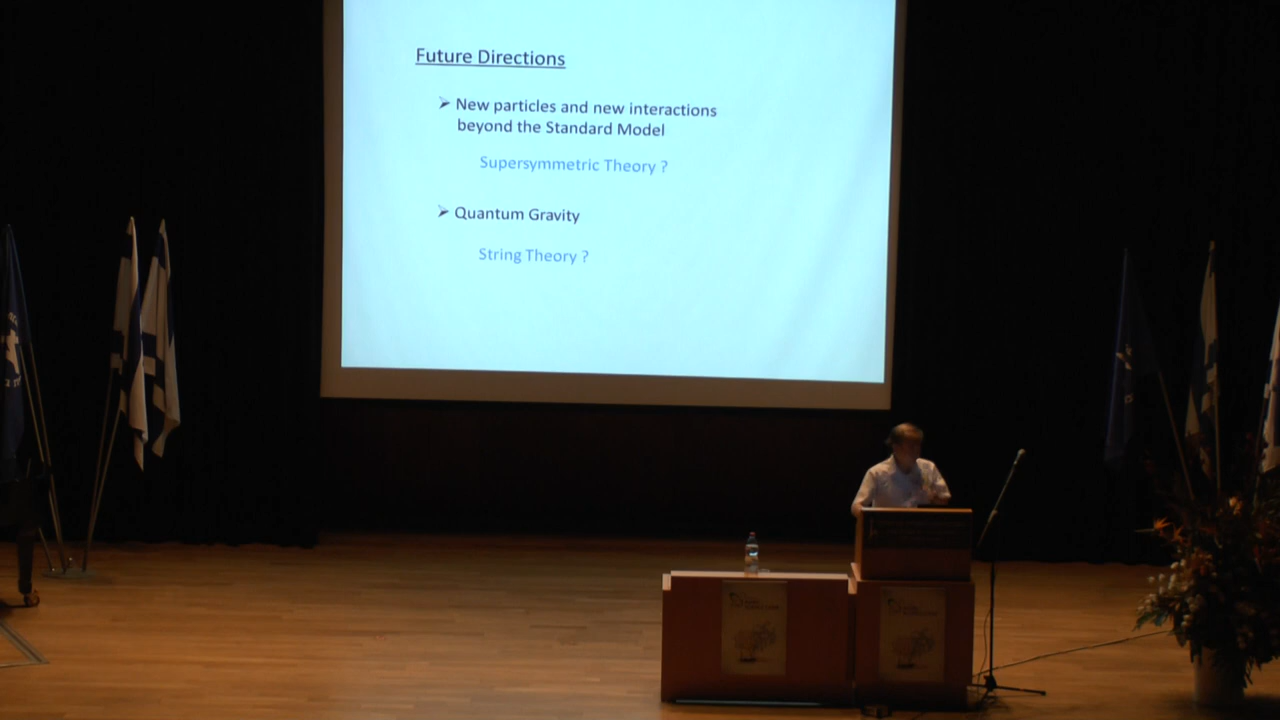 Future Directions
➢ New particles and new interactions
beyond the Standard Model
Supersymmetric Theory ?
➢ Quantum Gravity
String Theory ?